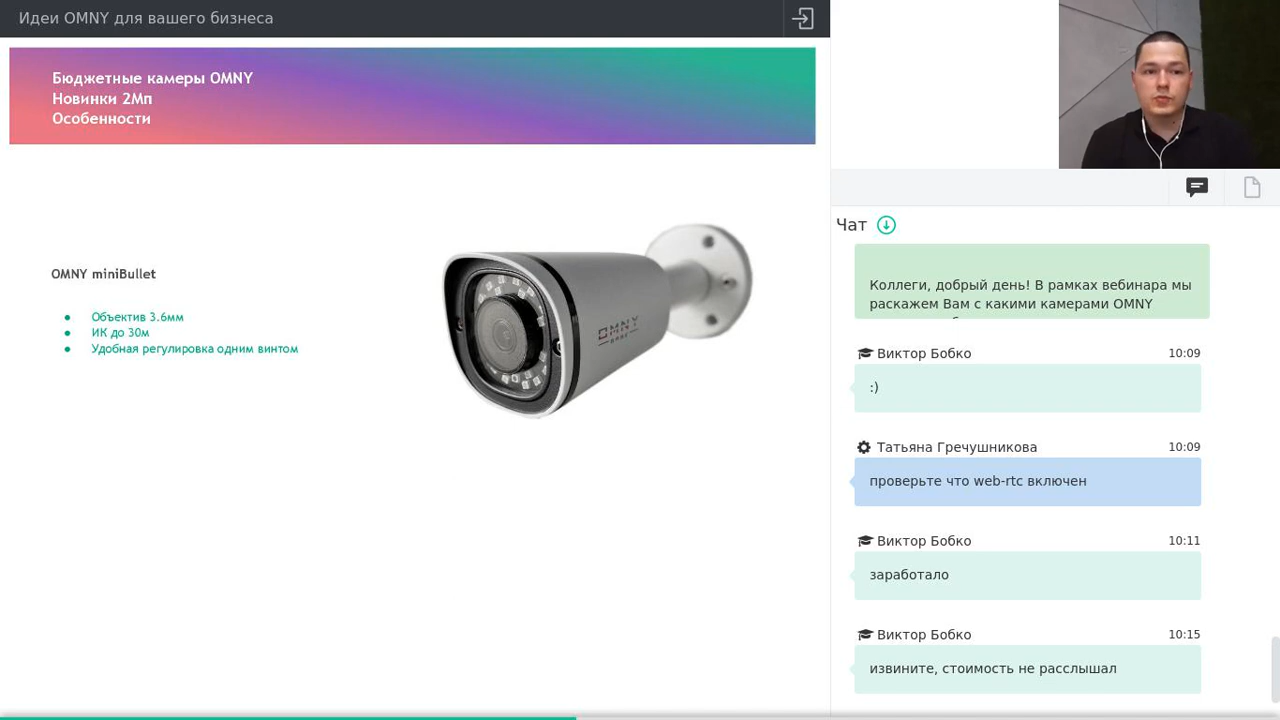 Идеи OMNY для вашего бизнеса
Бюджетные камеры OMNY
Новинки 2Мп
Особенности
OMNY miniBullet
● Объектив 3.6мм
● ИК до 30м
● Удобная регулировка одним винтом
OMNY
BASE
Чат
Коллеги, добрый день! В рамках вебинара мы
раскажем Вам с какими камерами OMNY
Виктор Бобко 10:09
:)
Татьяна Гречушникова 10:09
проверьте что web-rtc включен
Виктор Бобко 10:11
заработало
Виктор Бобко 10:15
извините, стоимость не расслышал